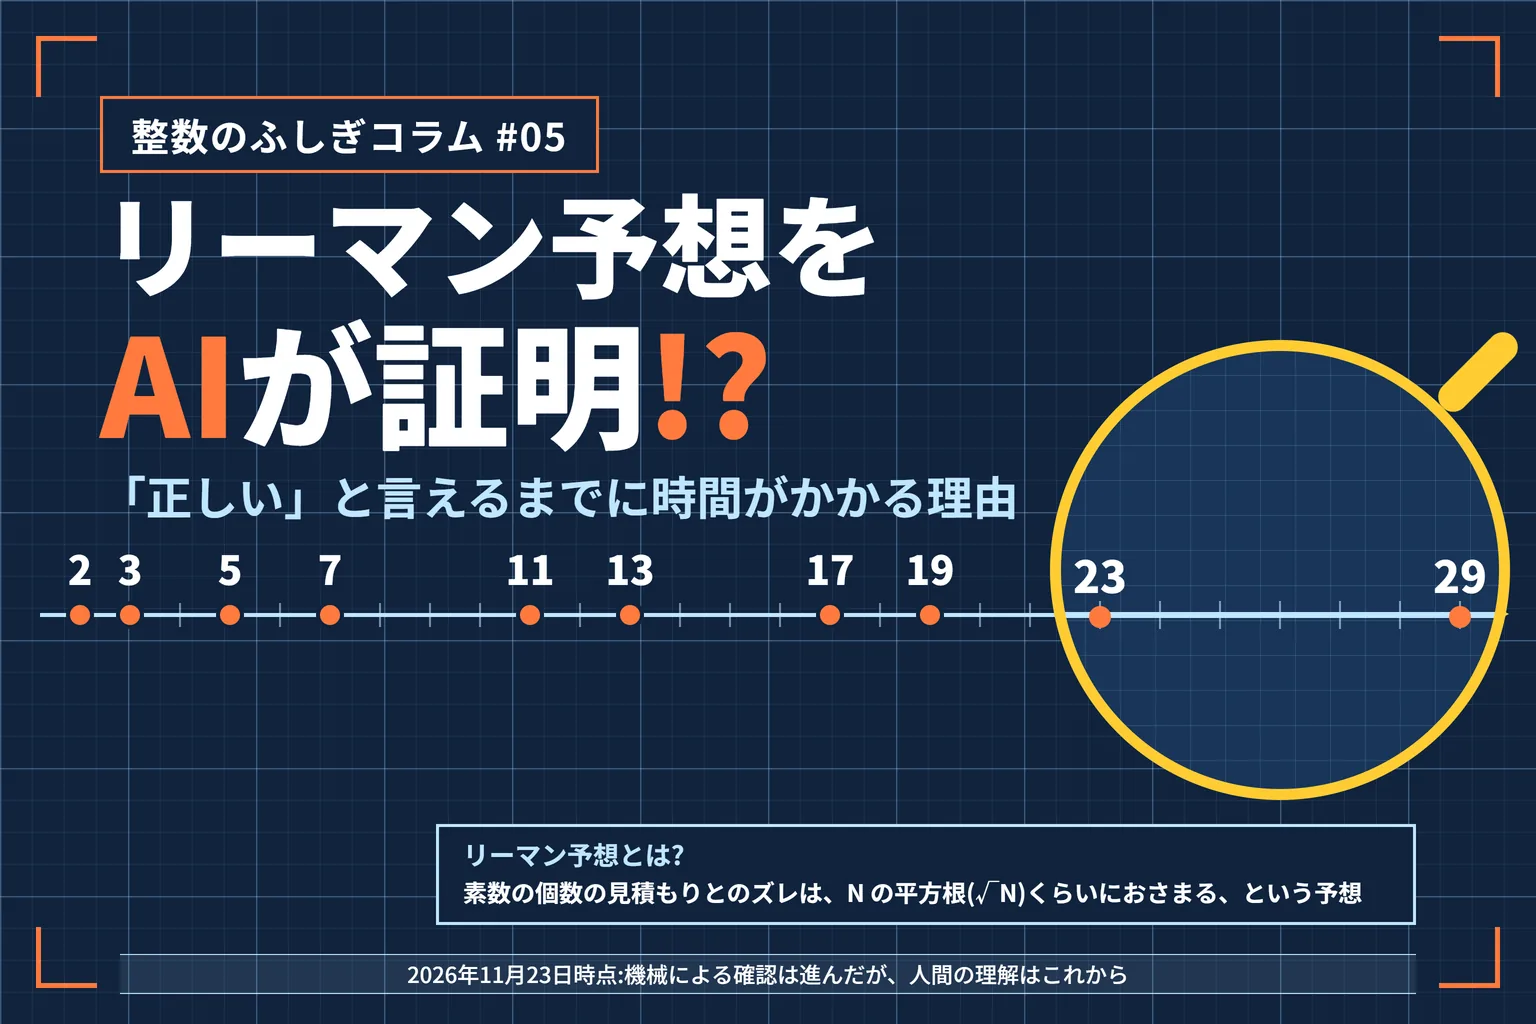 整数のふしぎコラム #05
リーマン予想を
AIが証明!?
「正しい」と言えるまでに時間がかかる理由
2 3 5 7 11 13 17 19 23 29
リーマン予想とは?
素数の個数の見積もりとのズレは、N の平方根(√N)くらいにおさまる、という予想
2026年11月23日時点:機械による確認は進んだが、人間の理解はこれから